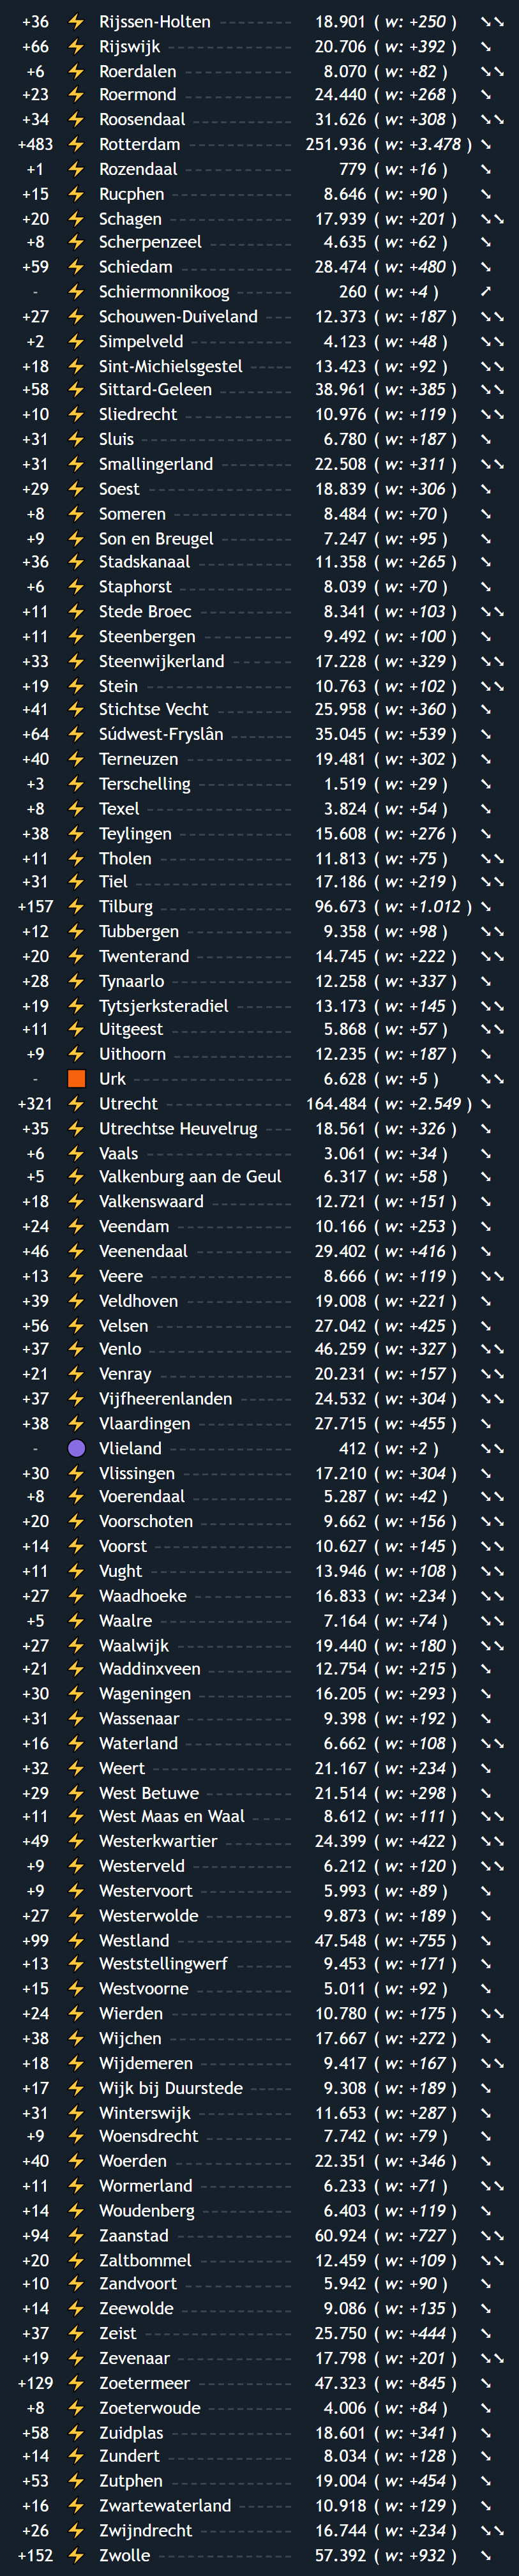 +36 ⚡ Rijssen-Holten 18.901 ( w: +250 ) ↘↘
+66 ⚡ Rijswijk 20.706 ( w: +392 ) ↘
+6 ⚡ Roerdalen 8.070 ( w: +82 ) ↘↘
+23 ⚡ Roermond 24.440 ( w: +268 ) ↘
+34 ⚡ Roosendaal 31.626 ( w: +308 ) ↘↘
+483 ⚡ Rotterdam 251.936 ( w: +3.478 ) ↘
+1 ⚡ Rozendaal 779 ( w: +16 ) ↘
+15 ⚡ Rucphen 8.646 ( w: +90 ) ↘
+20 ⚡ Schagen 17.939 ( w: +201 ) ↘↘
+8 ⚡ Scherpenzeel 4.635 ( w: +62 ) ↘
+59 ⚡ Schiedam 28.474 ( w: +480 ) ↘
- ⚡ Schiermonnikoog 260 ( w: +4 ) ↗
+27 ⚡ Schouwen-Duiveland 12.373 ( w: +187 ) ↘↘
+2 ⚡ Simpelveld 4.123 ( w: +48 ) ↘↘
+18 ⚡ Sint-Michielsgestel 13.423 ( w: +92 ) ↘↘
+58 ⚡ Sittard-Geleen 38.961 ( w: +385 ) ↘↘
+10 ⚡ Sliedrecht 10.976 ( w: +119 ) ↘↘
+31 ⚡ Sluis 6.780 ( w: +187 ) ↘
+31 ⚡ Smallingerland 22.508 ( w: +311 ) ↘↘
+29 ⚡ Soest 18.839 ( w: +306 ) ↘
+8 ⚡ Someren 8.484 ( w: +70 ) ↘
+9 ⚡ Son en Breugel 7.247 ( w: +95 ) ↘
+36 ⚡ Stadskanaal 11.358 ( w: +265 ) ↘
+6 ⚡ Staphorst 8.039 ( w: +70 ) ↘
+11 ⚡ Stede Broec 8.341 ( w: +103 ) ↘↘
+11 ⚡ Steenbergen 9.492 ( w: +100 ) ↘
+33 ⚡ Steenwijkerland 17.228 ( w: +329 ) ↘↘
+19 ⚡ Stein 10.763 ( w: +102 ) ↘↘
+41 ⚡ Stichtse Vecht 25.958 ( w: +360 ) ↘
+64 ⚡ Súdwest-Fryslân 35.045 ( w: +539 ) ↘
+40 ⚡ Terneuzen 19.481 ( w: +302 ) ↘
+3 ⚡ Terschelling 1.519 ( w: +29 ) ↘
+8 ⚡ Texel 3.824 ( w: +54 ) ↘
+38 ⚡ Teylingen 15.608 ( w: +276 ) ↘
+11 ⚡ Tholen 11.813 ( w: +75 ) ↘↘
+31 ⚡ Tiel 17.186 ( w: +219 ) ↘↘
+157 ⚡ Tilburg 96.673 ( w: +1.012 ) ↘
+12 ⚡ Tubbergen 9.358 ( w: +98 ) ↘↘
+20 ⚡ Twenterand 14.745 ( w: +222 ) ↘↘
+28 ⚡ Tynaarlo 12.258 ( w: +337 ) ↘
+19 ⚡ Tytsjerksteradiel 13.173 ( w: +145 ) ↘↘
+11 ⚡ Uitgeest 5.868 ( w: +57 ) ↘↘
+9 ⚡ Uithoorn 12.235 ( w: +187 ) ↘
- 🟧 Urk 6.628 ( w: +5 ) ↘↘
+321 ⚡ Utrecht 164.484 ( w: +2.549 ) ↘
+35 ⚡ Utrechtse Heuvelrug 18.561 ( w: +326 ) ↘
+6 ⚡ Vaals 3.061 ( w: +34 ) ↘
+5 ⚡ Valkenburg aan de Geul 6.317 ( w: +58 ) ↘
+18 ⚡ Valkenswaard 12.721 ( w: +151 ) ↘
+24 ⚡ Veendam 10.166 ( w: +253 ) ↘
+46 ⚡ Veenendaal 29.402 ( w: +416 ) ↘
+13 ⚡ Veere 8.666 ( w: +119 ) ↘↘
+39 ⚡ Veldhoven 19.008 ( w: +221 ) ↘
+56 ⚡ Velsen 27.042 ( w: +425 ) ↘
+37 ⚡ Venlo 46.259 ( w: +327 ) ↘↘
+21 ⚡ Venray 20.231 ( w: +157 ) ↘↘
+37 ⚡ Vijfheerenlanden 24.532 ( w: +304 ) ↘↘
+38 ⚡ Vlaardingen 27.715 ( w: +455 ) ↘
- 🟣 Vlieland 412 ( w: +2 ) ↘↘
+30 ⚡ Vlissingen 17.210 ( w: +304 ) ↘
+8 ⚡ Voerendaal 5.287 ( w: +42 ) ↘↘
+20 ⚡ Voorschoten 9.662 ( w: +156 ) ↘↘
+14 ⚡ Voorst 10.627 ( w: +145 ) ↘↘
+11 ⚡ Vught 13.946 ( w: +108 ) ↘↘
+27 ⚡ Waadhoeke 16.833 ( w: +234 ) ↘↘
+5 ⚡ Waalre 7.164 ( w: +74 ) ↘↘
+27 ⚡ Waalwijk 19.440 ( w: +180 ) ↘↘
+21 ⚡ Waddinxveen 12.754 ( w: +215 ) ↘
+30 ⚡ Wageningen 16.205 ( w: +293 ) ↘
+31 ⚡ Wassenaar 9.398 ( w: +192 ) ↘
+16 ⚡ Waterland 6.662 ( w: +108 ) ↘↘
+32 ⚡ Weert 21.167 ( w: +234 ) ↘
+29 ⚡ West Betuwe 21.514 ( w: +298 ) ↘
+11 ⚡ West Maas en Waal 8.612 ( w: +111 ) ↘↘
+49 ⚡ Westerkwartier 24.399 ( w: +422 ) ↘↘
+9 ⚡ Westerveld 6.212 ( w: +120 ) ↘↘
+9 ⚡ Westervoort 5.993 ( w: +89 ) ↘
+27 ⚡ Westerwolde 9.873 ( w: +189 ) ↘
+99 ⚡ Westland 47.548 ( w: +755 ) ↘
+13 ⚡ Weststellingwerf 9.453 ( w: +171 ) ↘
+15 ⚡ Westvoorne 5.011 ( w: +92 ) ↘
+24 ⚡ Wierden 10.780 ( w: +175 ) ↘↘
+38 ⚡ Wijchen 17.667 ( w: +272 ) ↘
+18 ⚡ Wijdemeren 9.417 ( w: +167 ) ↘↘
+17 ⚡ Wijk bij Duurstede 9.308 ( w: +189 ) ↘
+31 ⚡ Winterswijk 11.653 ( w: +287 ) ↘
+9 ⚡ Woensdrecht 7.742 ( w: +79 ) ↘
+40 ⚡ Woerden 22.351 ( w: +346 ) ↘
+11 ⚡ Wormerland 6.233 ( w: +71 ) ↘↘
+14 ⚡ Woudenberg 6.403 ( w: +119 ) ↘
+94 ⚡ Zaanstad 60.924 ( w: +727 ) ↘↘
+20 ⚡ Zaltbommel 12.459 ( w: +109 ) ↘↘
+10 ⚡ Zandvoort 5.942 ( w: +90 ) ↘
+14 ⚡ Zeewolde 9.086 ( w: +135 ) ↘
+37 ⚡ Zeist 25.750 ( w: +444 ) ↘
+19 ⚡ Zevenaar 17.798 ( w: +201 ) ↘↘
+129 ⚡ Zoetermeer 47.323 ( w: +845 ) ↘
+8 ⚡ Zoeterwoude 4.006 ( w: +84 ) ↘
+58 ⚡ Zuidplas 18.601 ( w: +341 ) ↘
+14 ⚡ Zundert 8.034 ( w: +128 ) ↘
+53 ⚡ Zutphen 19.004 ( w: +454 ) ↘
+16 ⚡ Zwartewaterland 10.918 ( w: +129 ) ↘
+26 ⚡ Zwijndrecht 16.744 ( w: +234 ) ↘↘
+152 ⚡ Zwolle 57.392 ( w: +932 ) ↘